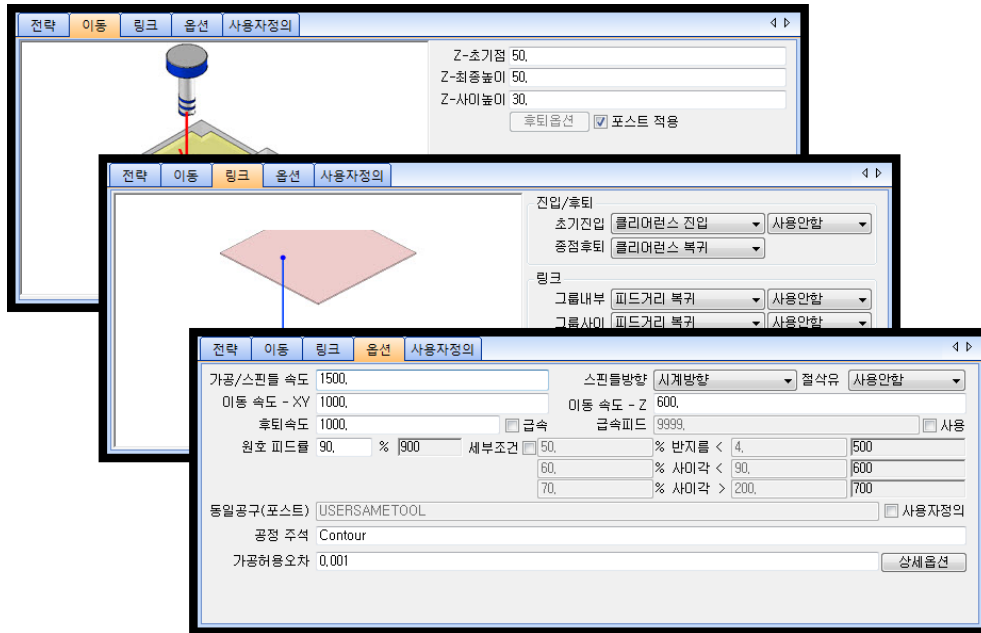 전략 이동 링크 옵션 사용자정의
Z-초기점 50,
Z-최종높이 50,
Z-사이높이 30,
후퇴옵션 포스트 적용
전략 이동 링크 옵션 사용자정의
진입/후퇴
초기진입 클리어런스 진입 사용안함
종점후퇴 클리어런스 복귀
링크
그룹내부 피드거리 복귀 사용안함
그룹사이 피드거리 복귀 사용안함
전략 이동 링크 옵션 사용자정의
가공/스핀들 속도 1500, 스핀들방향 시계방향 절삭유 사용안함
이동 속도 - XY 1000, 이동 속도 - Z 600,
후퇴속도 1000, 급속 급속피드 9999, 사용
원호 피드률 90, % 900 세부조건 50, % 반지름 < 4, 500
60, % 사이각 < 90, 600
70, % 사이각 > 200, 700
동일공구(포스트) USERSAMETOOL 사용자정의
공정 주석 Contour
가공허용오차 0,001 상세옵션